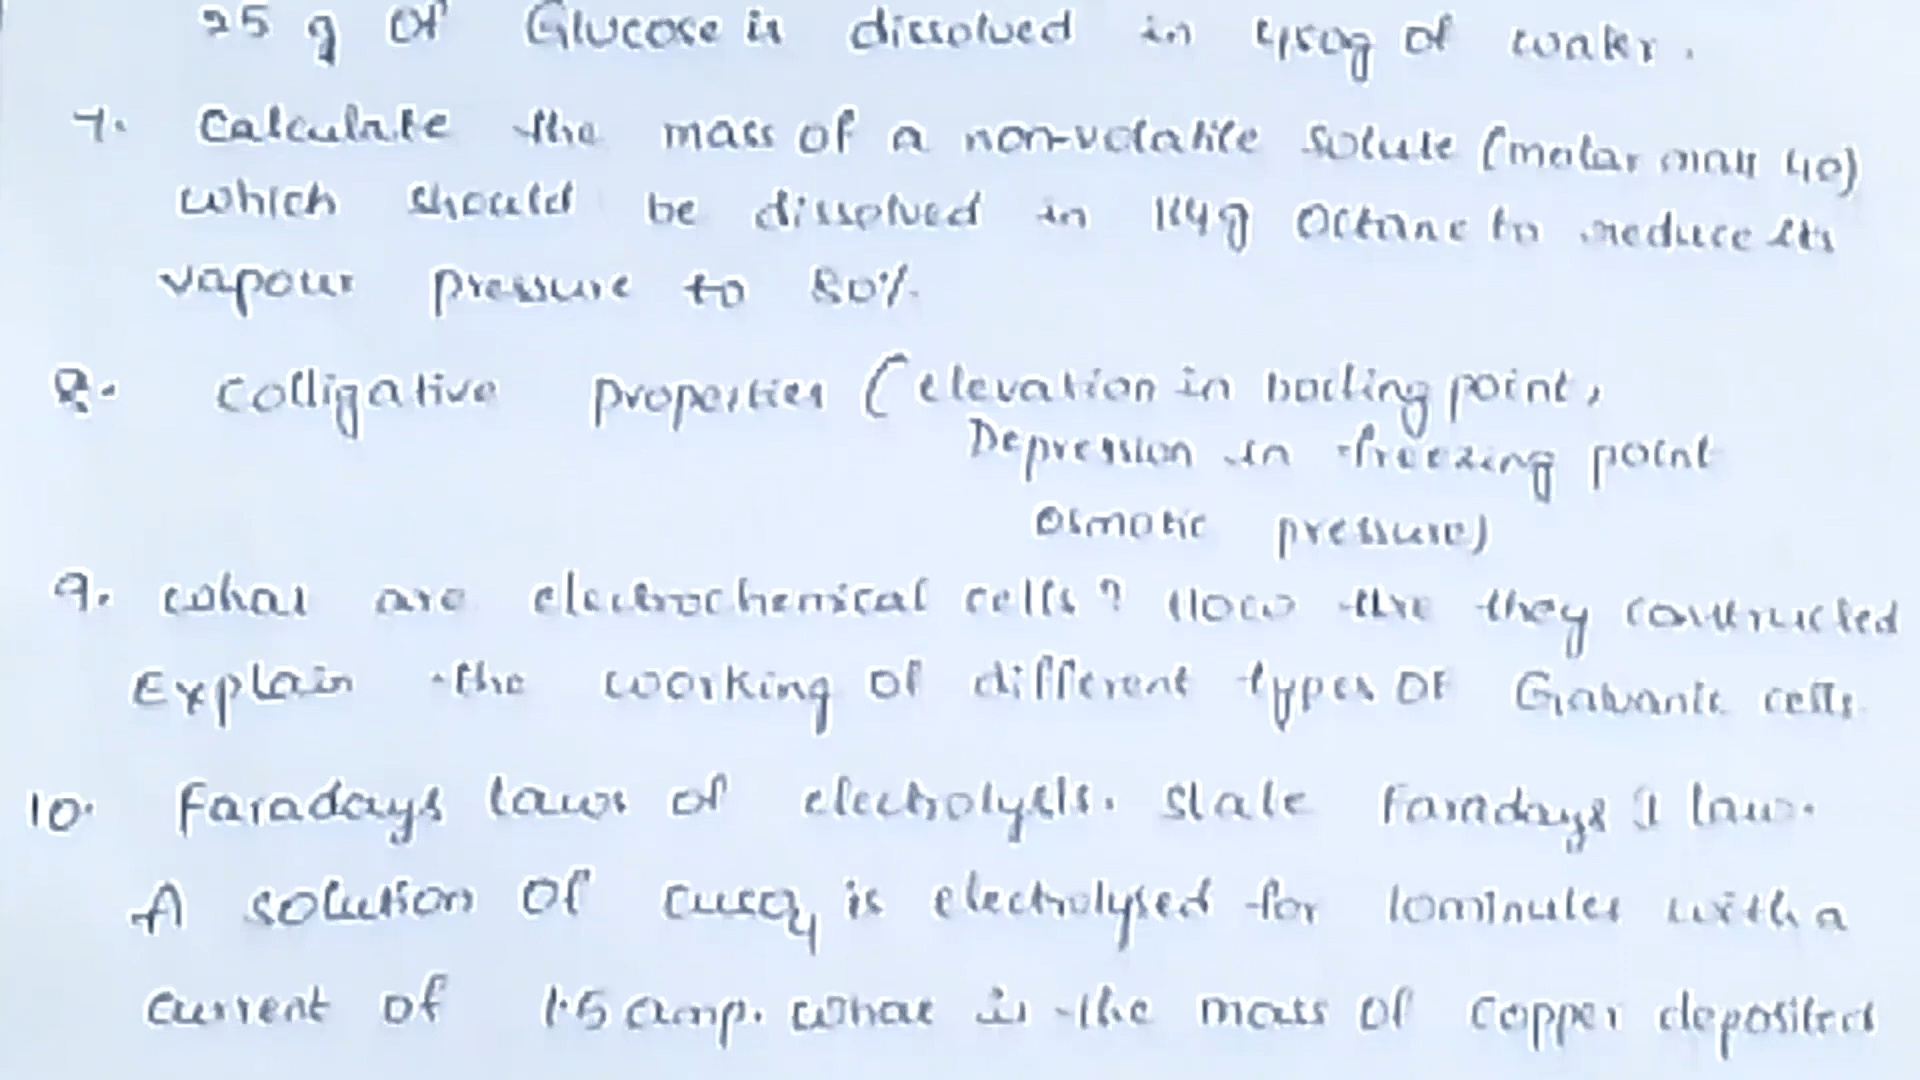 25 g of Glucose is dissolved in 450g of water.
7. Calculate the mass of a non-volatile solute (molar mass 40)
which should be dissolved in 114g Octane to reduce its
vapour pressure to 80%.
8. Colligative properties (elevation in boiling point,
Depression in freezing point
Osmotic pressure)
9. What are electrochemical cells? How are they constructed
Explain the working of different types of Galvanic cells.
10. Faradays laws of electrolysis. State Faradays I law.
A solution of CuSO4 is electrolysed for 10minutes with a
current of 1.5 amp. What is the mass of copper deposited